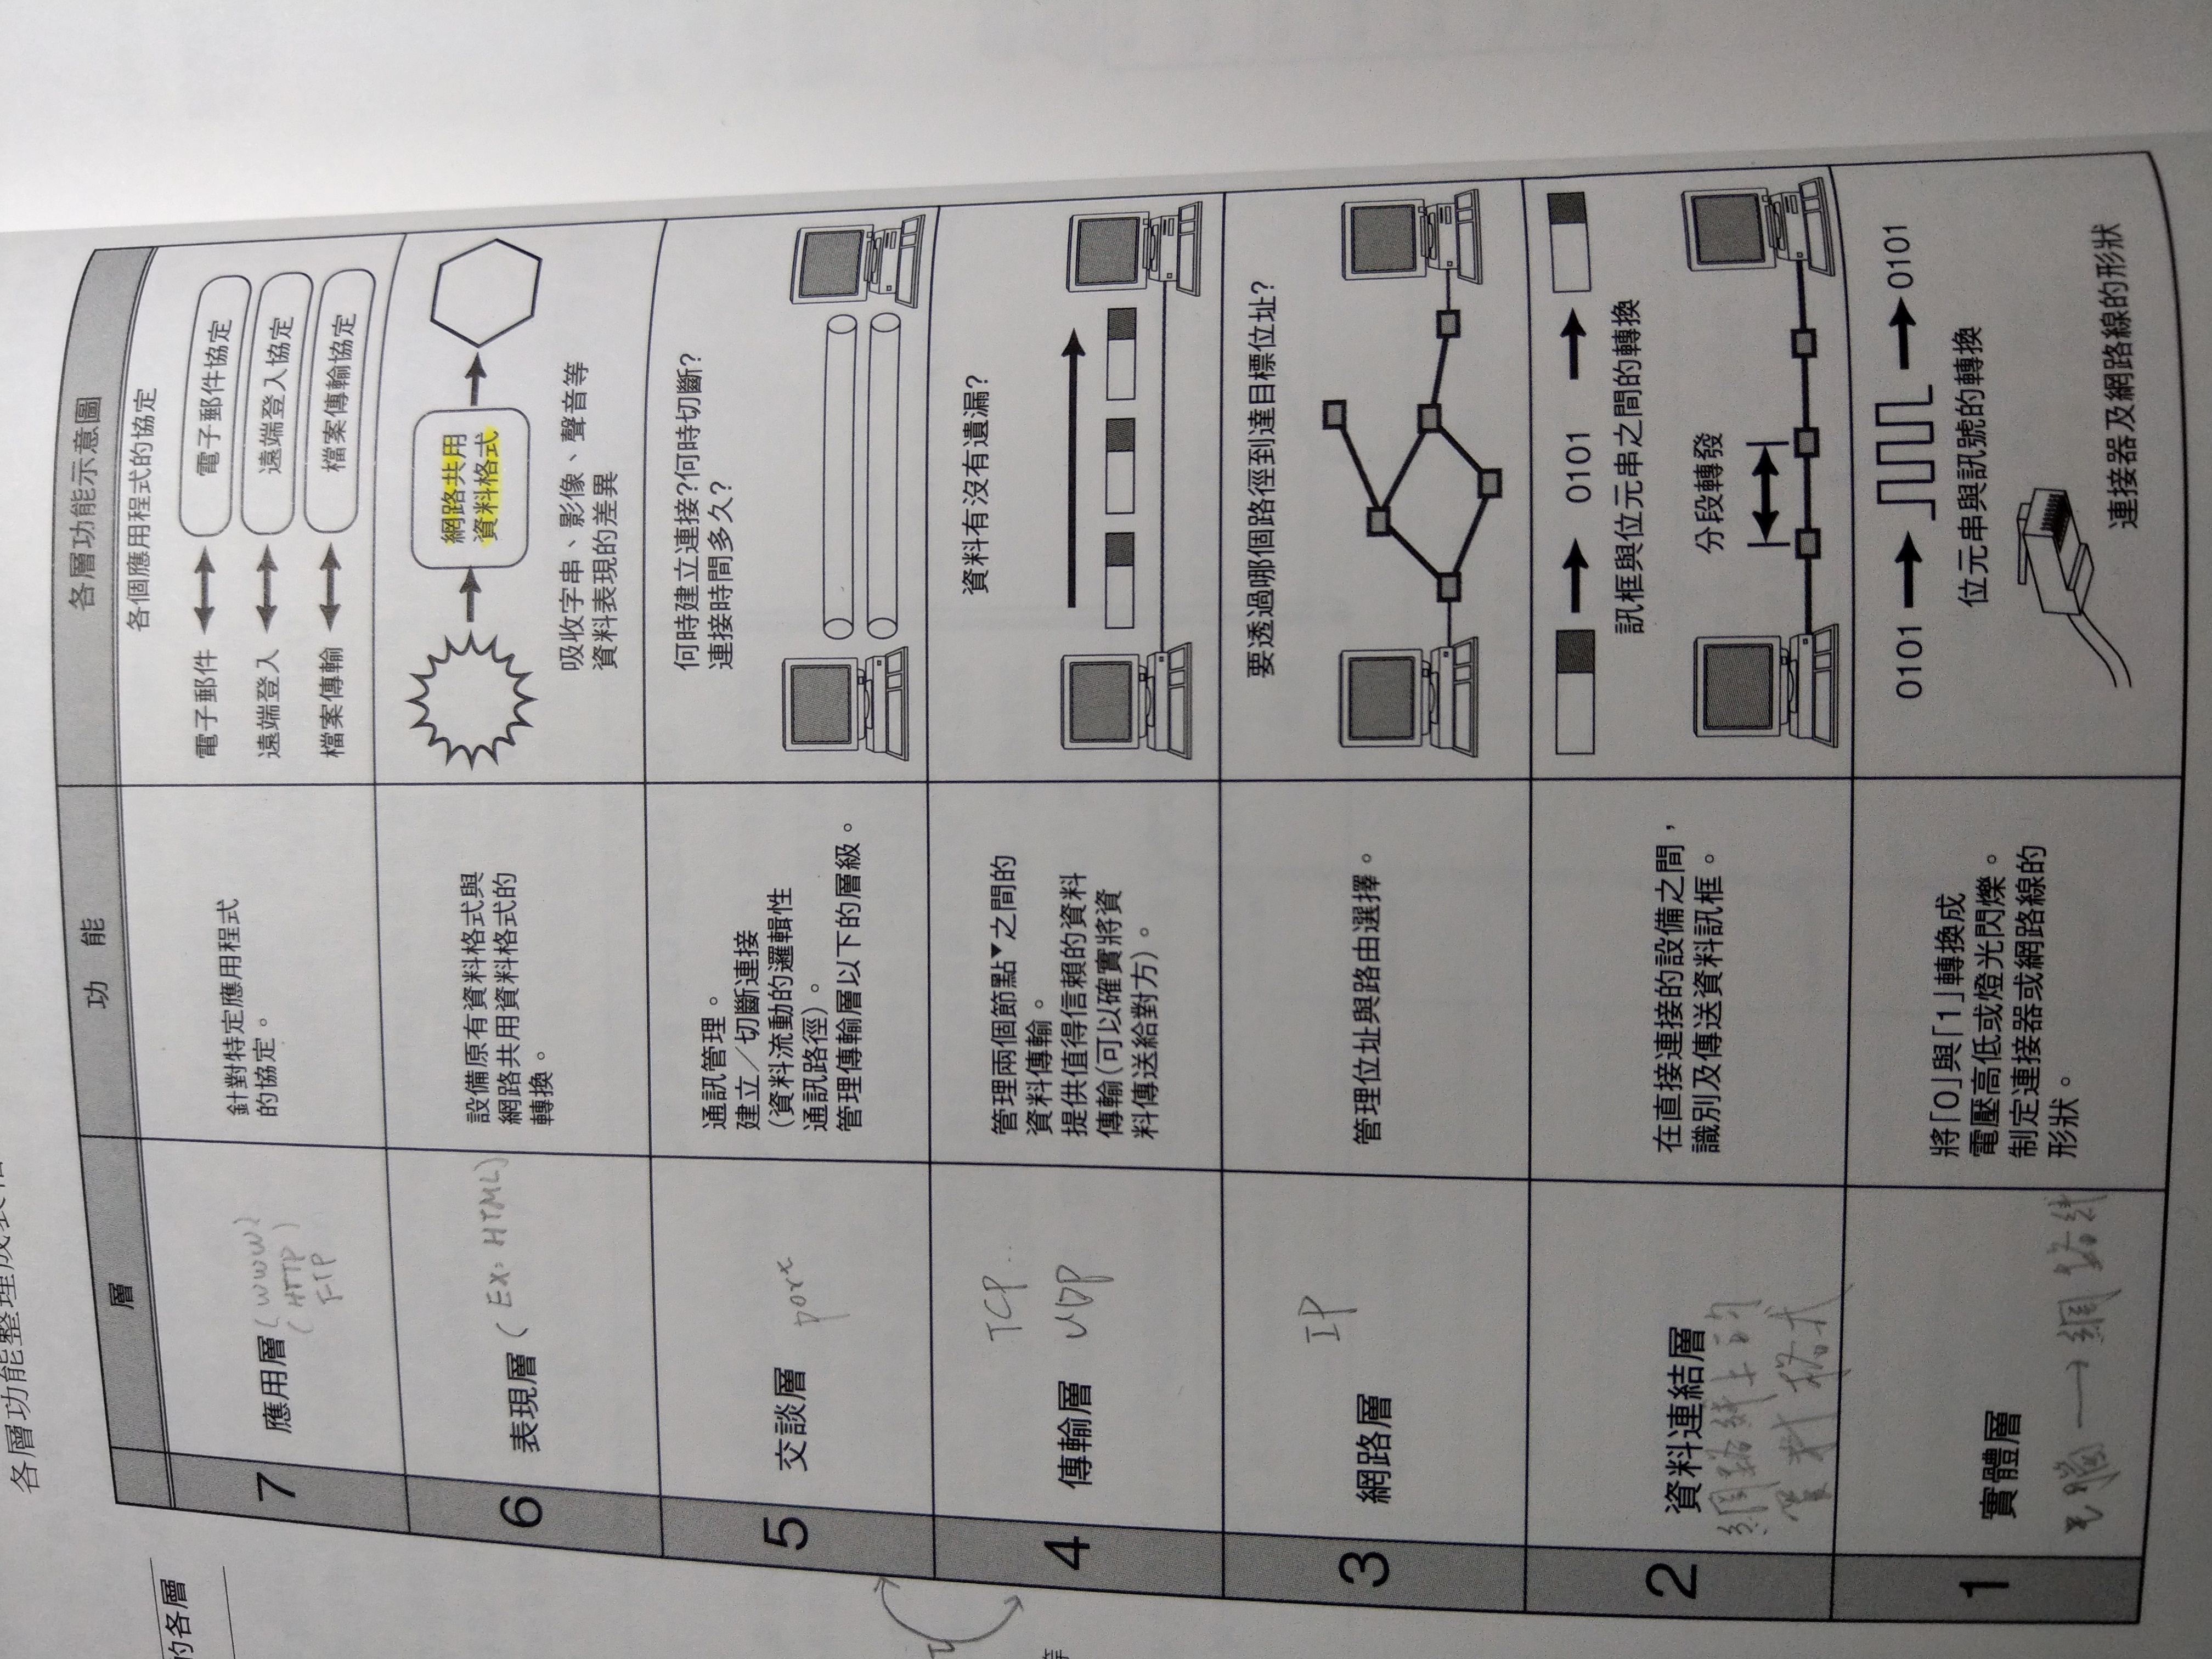 各層功能整理成表格
的各層
層
功 能
各層功能示意圖
7
應用層
(WWW)
(HTTP)
FTP
針對特定應用程式
的協定。
各個應用程式的協定
電子郵件
電子郵件協定
遠端登入
遠端登入協定
檔案傳輸
檔案傳輸協定
6
表現層
(EX: HTML)
設備原有資料格式與
網路共用資料格式的
轉換。
網路共用
資料格式
吸收字串、影像、聲音等
資料表現的差異
5
交談層
port
通訊管理。
建立/切斷連接
(資料流動的邏輯性
通訊路徑)。
管理傳輸層以下的層級。
何時建立連接?何時切斷?
連接時間多久?
4
傳輸層
TCP..
UDP
管理兩個節點▼之間的
資料傳輸。
提供值得信賴的資料
傳輸(可以確實將資
料傳送給對方)。
資料有沒有遺漏?
3
網路層
IP
管理位址與路由選擇。
要透過哪個路徑到達目標位址?
2
資料連結層
網路線上的
資料格式
在直接連接的設備之間,
識別及傳送資料訊框。
0101
訊框與位元串之間的轉換
分段轉發
1
實體層
電腦→網路線
將「0」與「1」轉換成
電壓高低或燈光閃爍。
制定連接器或網路線的
形狀。
0101
0101
位元串與訊號的轉換
連接器及網路線的形狀